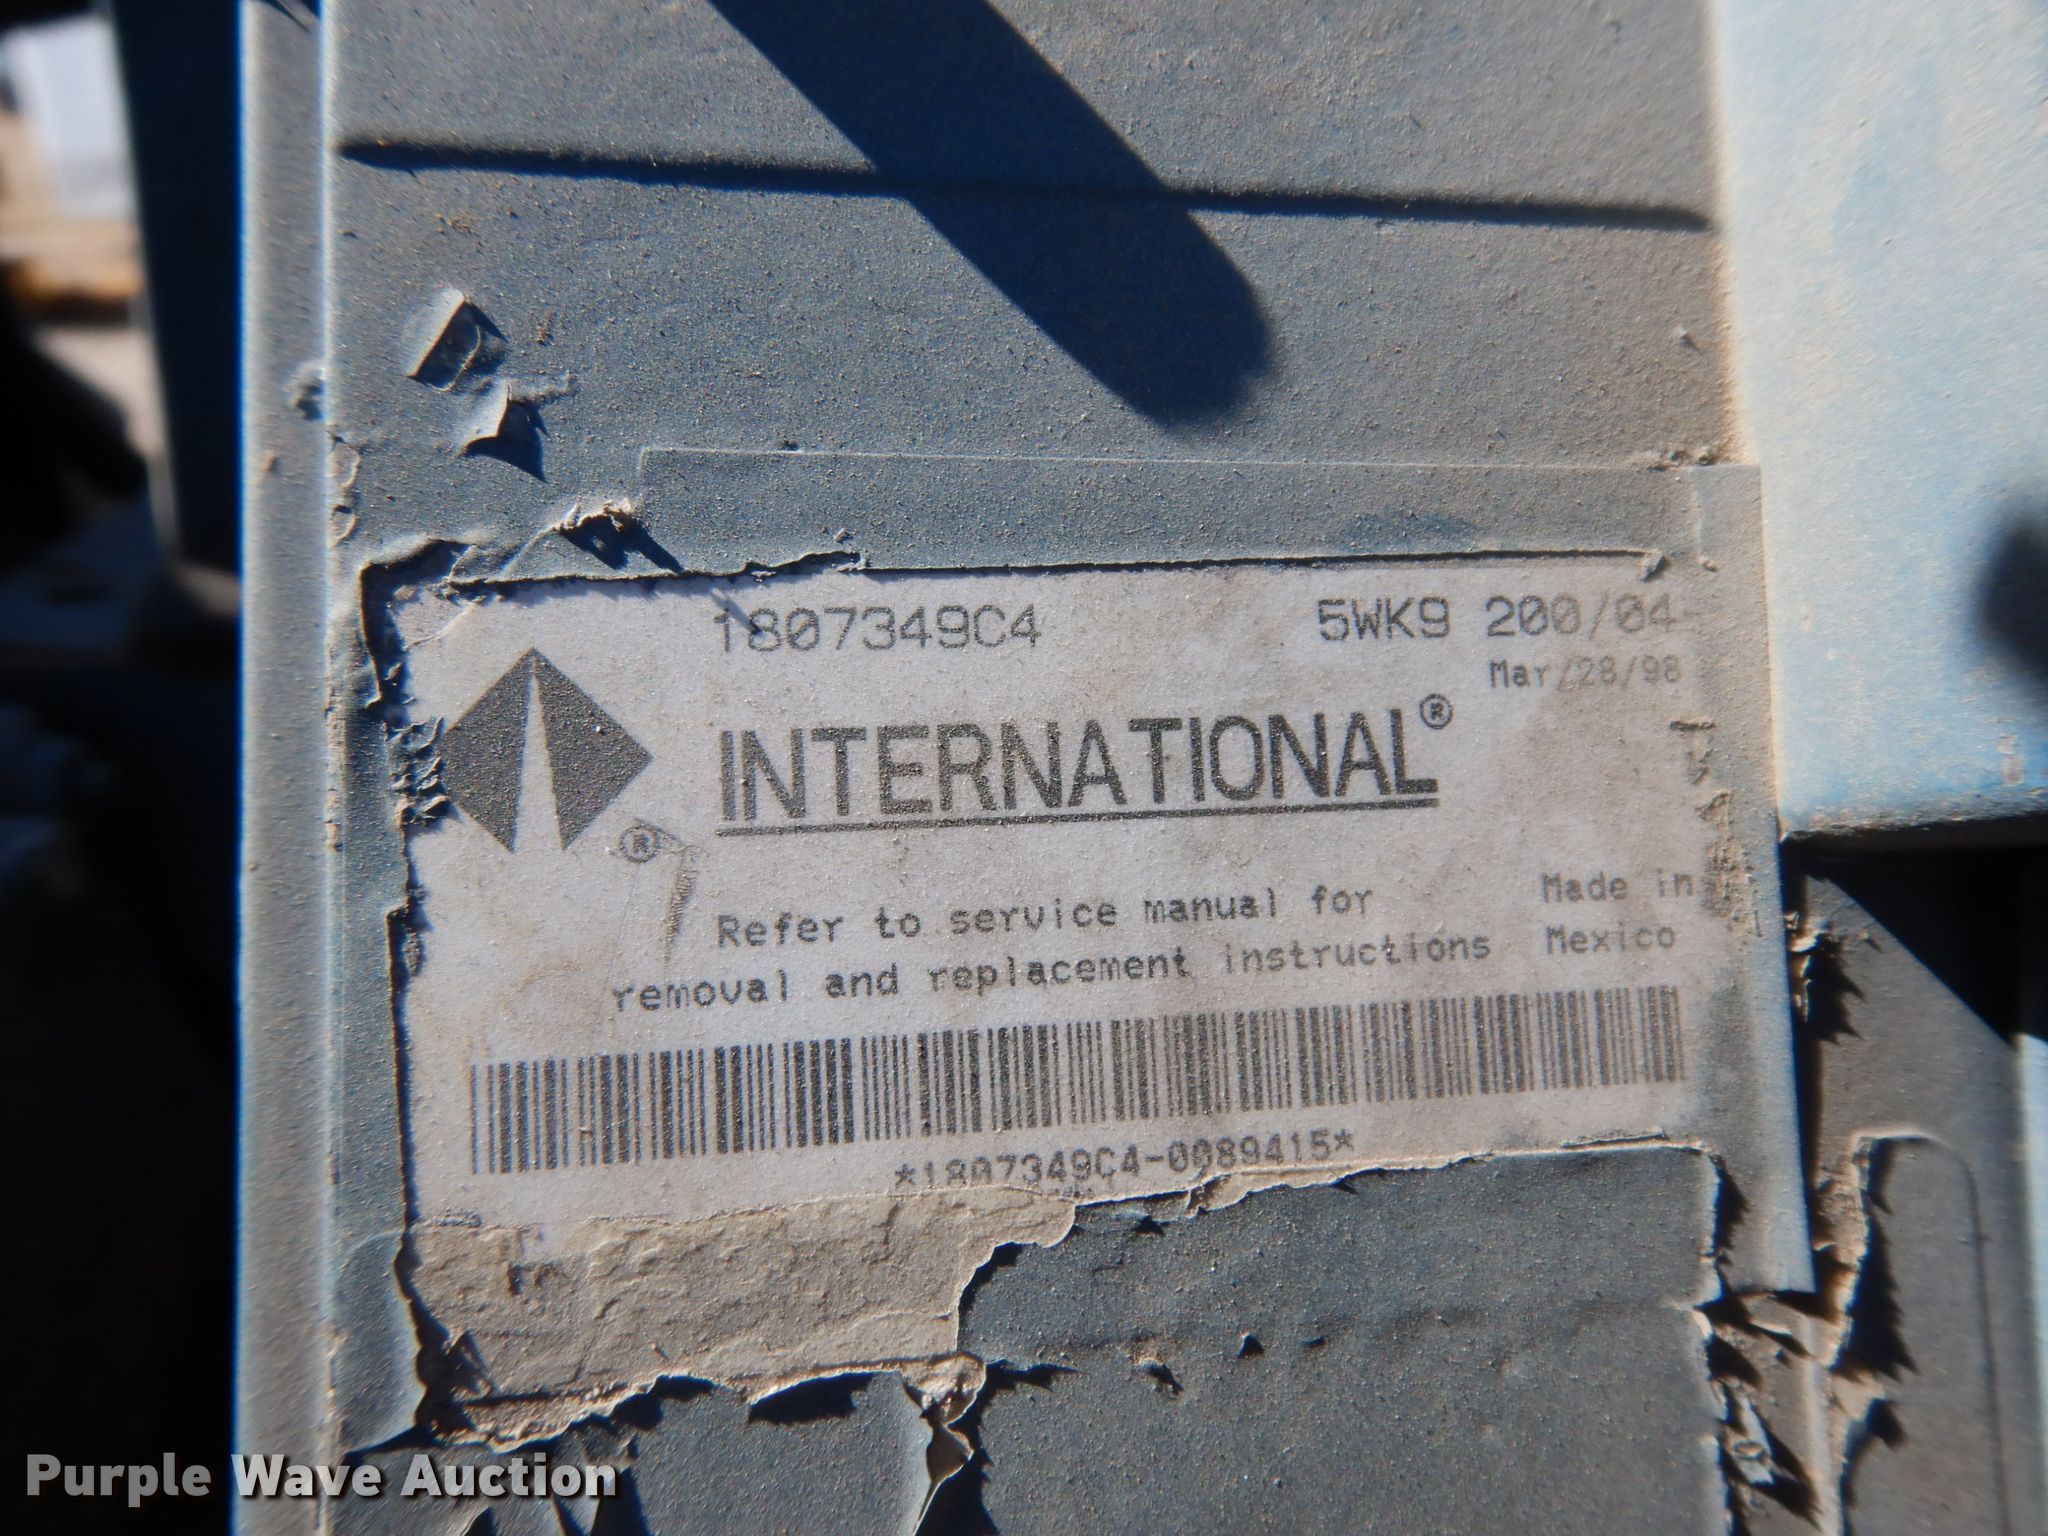 1807349C4 5WK9 200/04
Mar/28/98
INTERNATIONAL®
®
Refer to service manual for Made in
removal and replacement instructions Mexico
*1807349C4-0089415*
Purple Wave Auction